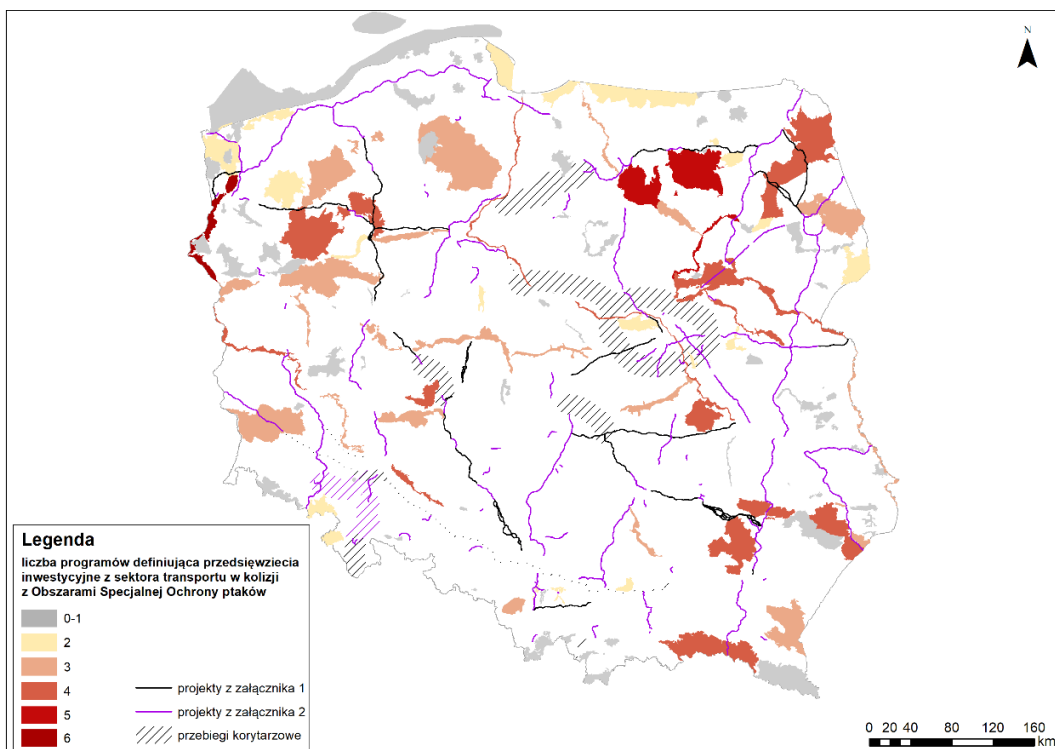 N
Legenda
liczba programów definiująca przedsięwzięcia
inwestycyjne z sektora transportu w kolizji
z Obszarami Specjalnej Ochrony ptaków
0-1
2
3
4
5
6
projekty z załącznika 1
projekty z załącznika 2
przebiegi korytarzowe
0 20 40 80 120 160
km